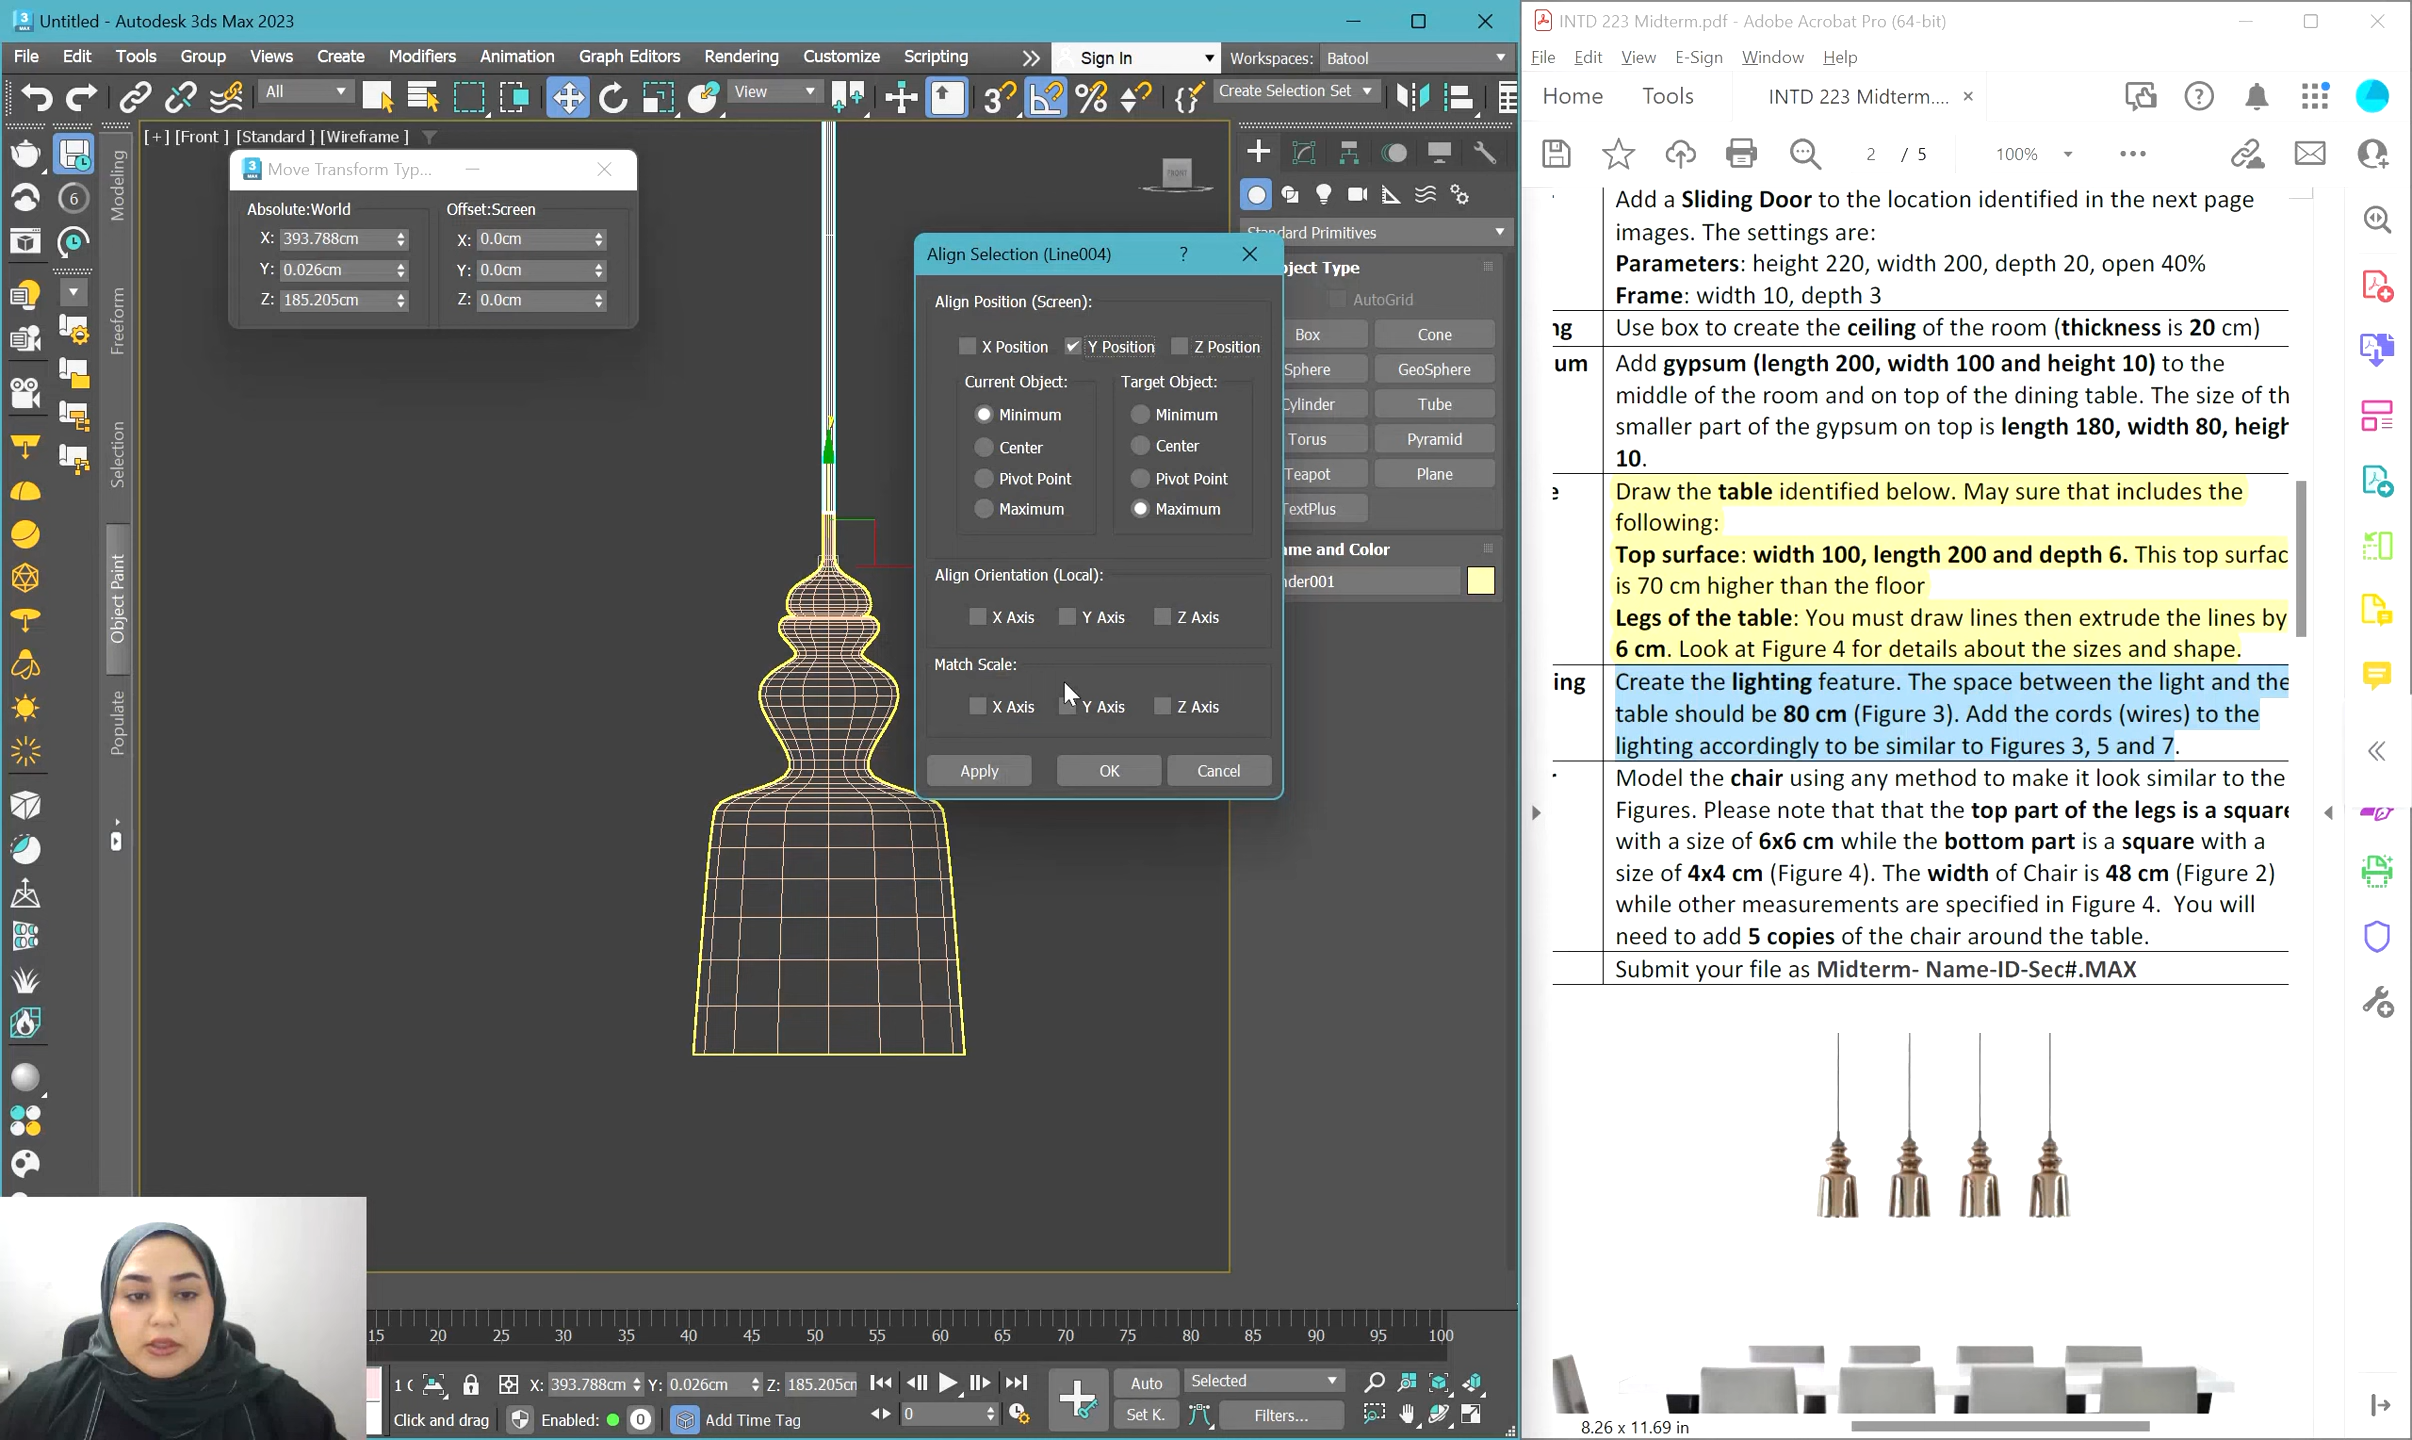 Untitled - Autodesk 3ds Max 2023
File Edit Tools Group Views Create Modifiers Animation Graph Editors Rendering Customize Scripting
Sign In
Workspaces: Batool
All
View
Create Selection Set
[+] [Front ] [Standard ] [Wireframe ]
Modeling
Freeform
Selection
Object Paint
Populate
6
Move Transform Typ...
Absolute:World
Offset:Screen
X: 393.788cm
X: 0.0cm
Y: 0.026cm
Y: 0.0cm
Z: 185.205cm
Z: 0.0cm
FRONT
Align Selection (Line004)
?
Align Position (Screen):
X Position
Y Position
Z Position
Current Object:
Target Object:
Minimum
Minimum
Center
Center
Pivot Point
Pivot Point
Maximum
Maximum
Align Orientation (Local):
X Axis
Y Axis
Z Axis
Match Scale:
X Axis
Y Axis
Z Axis
Apply
OK
Cancel
Standard Primitives
ject Type
AutoGrid
Box
Cone
Sphere
GeoSphere
Cylinder
Tube
Torus
Pyramid
Teapot
Plane
TextPlus
me and Color
nder001
15 20 25 30 35 40 45 50 55 60 65 70 75 80 85 90 95 100
X: 393.788cm
Y: 0.026cm
Z: 185.205cm
Auto
Selected
Click and drag
Enabled:
0
Add Time Tag
0
Set K.
Filters...
INTD 223 Midterm.pdf - Adobe Acrobat Pro (64-bit)
File Edit View E-Sign Window Help
Home
Tools
INTD 223 Midterm....
2 / 5
100%
Add a Sliding Door to the location identified in the next page
images. The settings are:
Parameters: height 220, width 200, depth 20, open 40%
Frame: width 10, depth 3
ng
Use box to create the ceiling of the room (thickness is 20 cm)
um
Add gypsum (length 200, width 100 and height 10) to the
middle of the room and on top of the dining table. The size of th
smaller part of the gypsum on top is length 180, width 80, heigh
10.
e
Draw the table identified below. May sure that includes the
following:
Top surface: width 100, length 200 and depth 6. This top surfac
is 70 cm higher than the floor
Legs of the table: You must draw lines then extrude the lines by
6 cm. Look at Figure 4 for details about the sizes and shape.
ing
Create the lighting feature. The space between the light and the
table should be 80 cm (Figure 3). Add the cords (wires) to the
lighting accordingly to be similar to Figures 3, 5 and 7.
r
Model the chair using any method to make it look similar to the
Figures. Please note that that the top part of the legs is a square
with a size of 6x6 cm while the bottom part is a square with a
size of 4x4 cm (Figure 4). The width of Chair is 48 cm (Figure 2)
while other measurements are specified in Figure 4. You will
need to add 5 copies of the chair around the table.
Submit your file as Midterm- Name-ID-Sec#.MAX
8.26 x 11.69 in